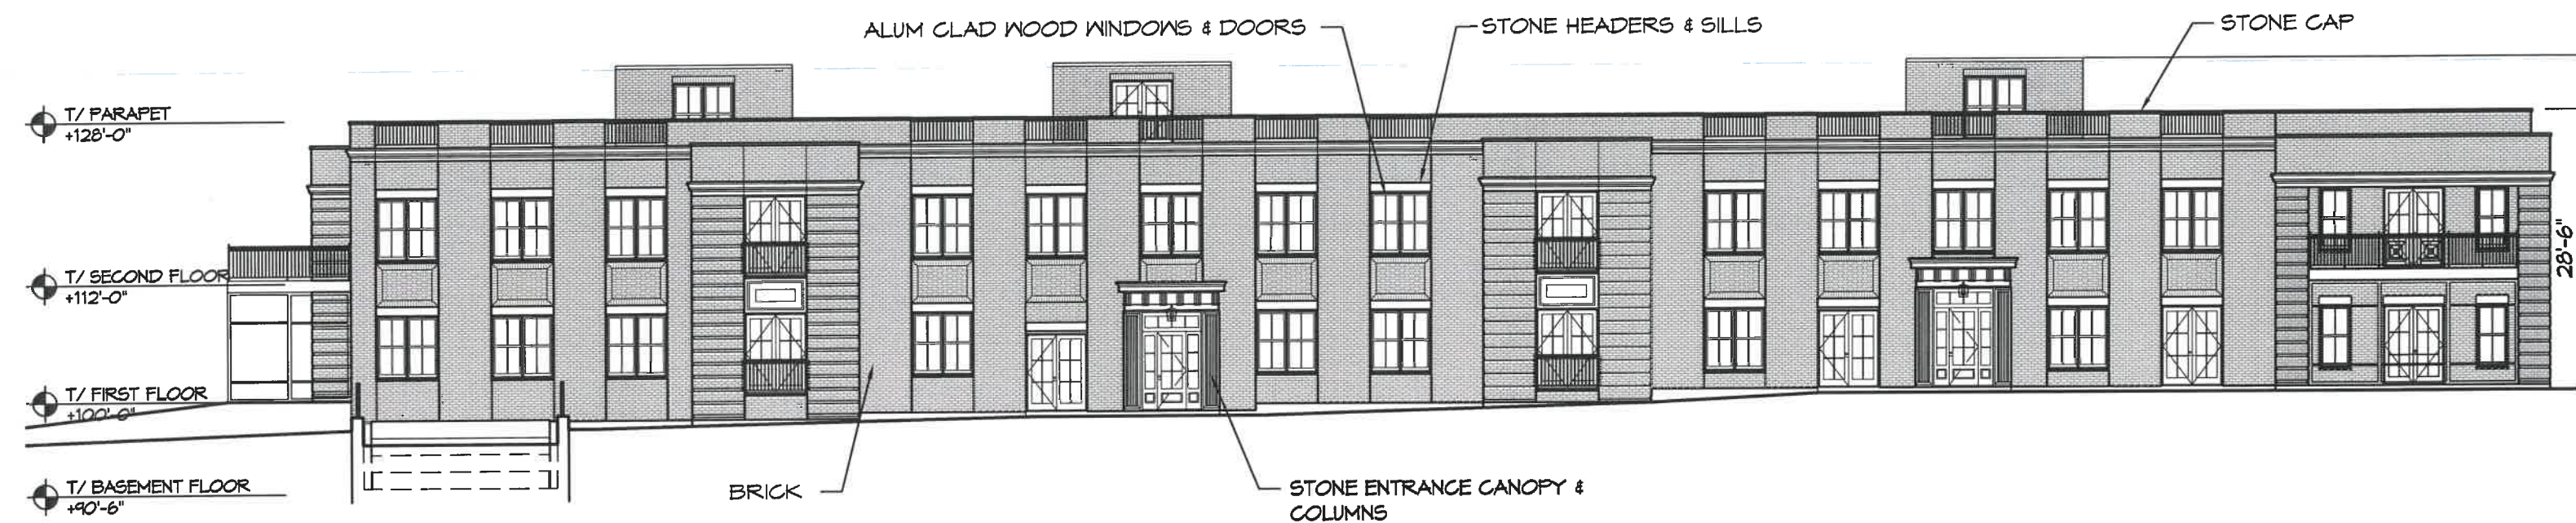 ALUM CLAD WOOD WINDOWS & DOORS
STONE HEADERS & SILLS
STONE CAP
T/ PARAPET
+128'-0"
T/ SECOND FLOOR
+112'-0"
28'-6"
T/ FIRST FLOOR
+100'-6"
T/ BASEMENT FLOOR
+90'-6"
BRICK
STONE ENTRANCE CANOPY &
COLUMNS